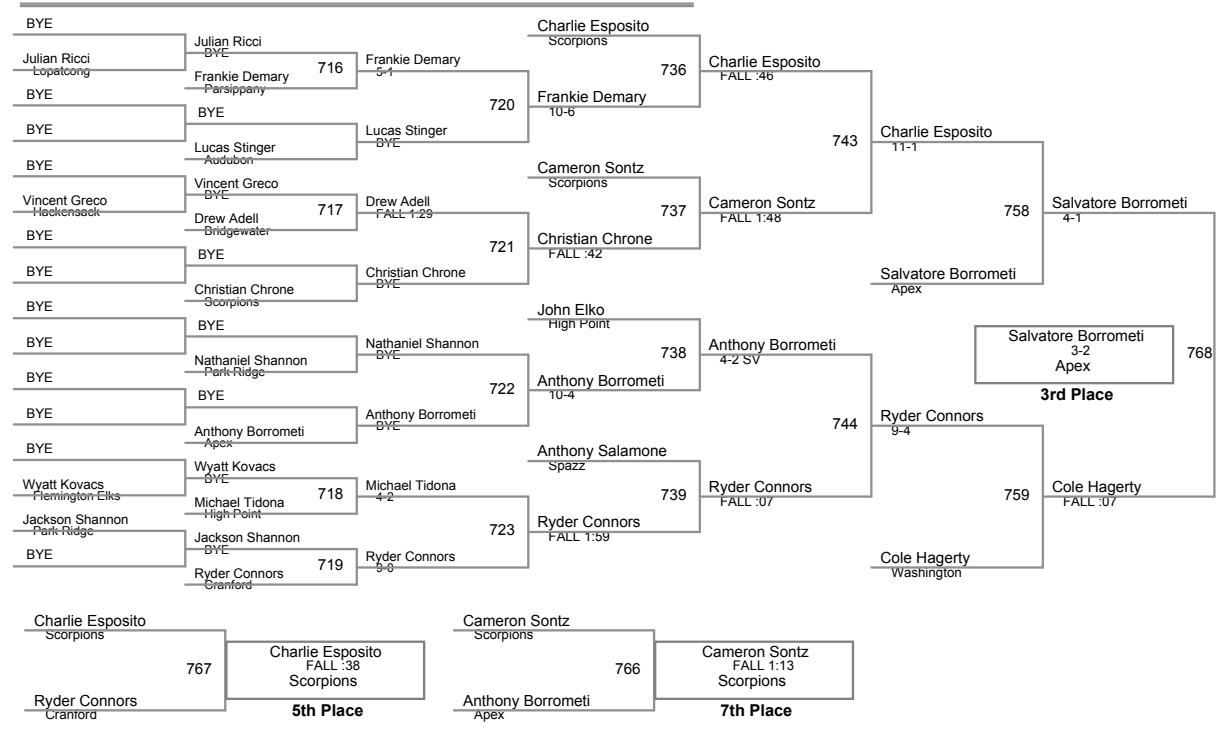 BYE
Julian Ricci
Lopatcong
BYE
BYE
BYE
Vincent Greco
Hackensack
BYE
BYE
BYE
BYE
BYE
BYE
BYE
Wyatt Kovacs
Flemington Elks
Jackson Shannon
Park Ridge
BYE
Julian Ricci
BYE
716
Frankie Demary
Parsippany
BYE
Lucas Stinger
Audubon
Vincent Greco
BYE
717
Drew Adell
Bridgewater
BYE
Christian Chrone
Scorpions
BYE
Nathaniel Shannon
Park Ridge
BYE
Anthony Borrometi
Apex
Wyatt Kovacs
BYE
718
Michael Tidona
High Point
Jackson Shannon
BYE
719
Ryder Connors
Cranford
Frankie Demary
5-1
720
Lucas Stinger
BYE
Drew Adell
FALL 1:29
721
Christian Chrone
BYE
Nathaniel Shannon
BYE
722
Anthony Borrometi
BYE
Michael Tidona
4-2
723
Ryder Connors
9-0
Charlie Esposito
Scorpions
736
Frankie Demary
10-6
Cameron Sontz
Scorpions
737
Christian Chrone
FALL :42
John Elko
High Point
738
Anthony Borrometi
10-4
Anthony Salamone
Spazz
739
Ryder Connors
FALL 1:59
Charlie Esposito
FALL :46
743
Cameron Sontz
FALL 1:48
Anthony Borrometi
4-2 SV
744
Ryder Connors
FALL :07
Charlie Esposito
11-1
758
Salvatore Borrometi
Apex
Ryder Connors
9-4
759
Cole Hagerty
Washington
Salvatore Borrometi
4-1
768
Cole Hagerty
FALL :07
Salvatore Borrometi
3-2
Apex
3rd Place
Charlie Esposito
Scorpions
767
Ryder Connors
Cranford
Charlie Esposito
FALL :38
Scorpions
5th Place
Cameron Sontz
Scorpions
766
Anthony Borrometi
Apex
Cameron Sontz
FALL 1:13
Scorpions
7th Place